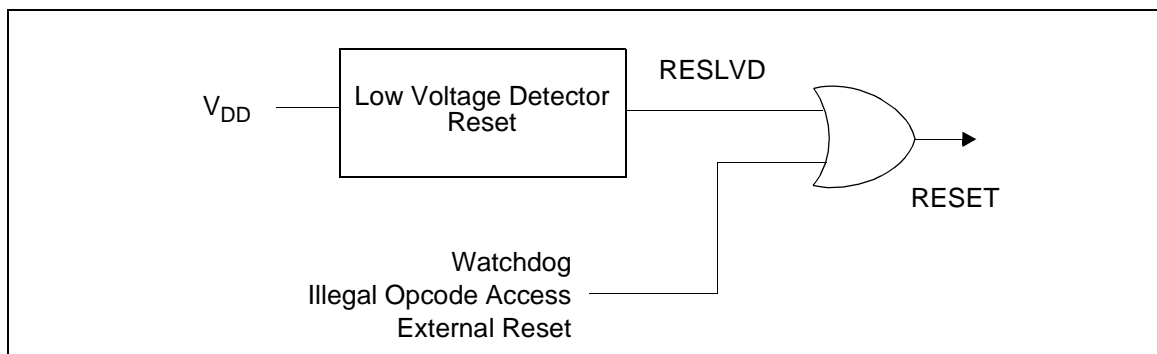 RESLVD
Low Voltage Detector
Reset
VDD
RESET
Watchdog
Illegal Opcode Access
External Reset